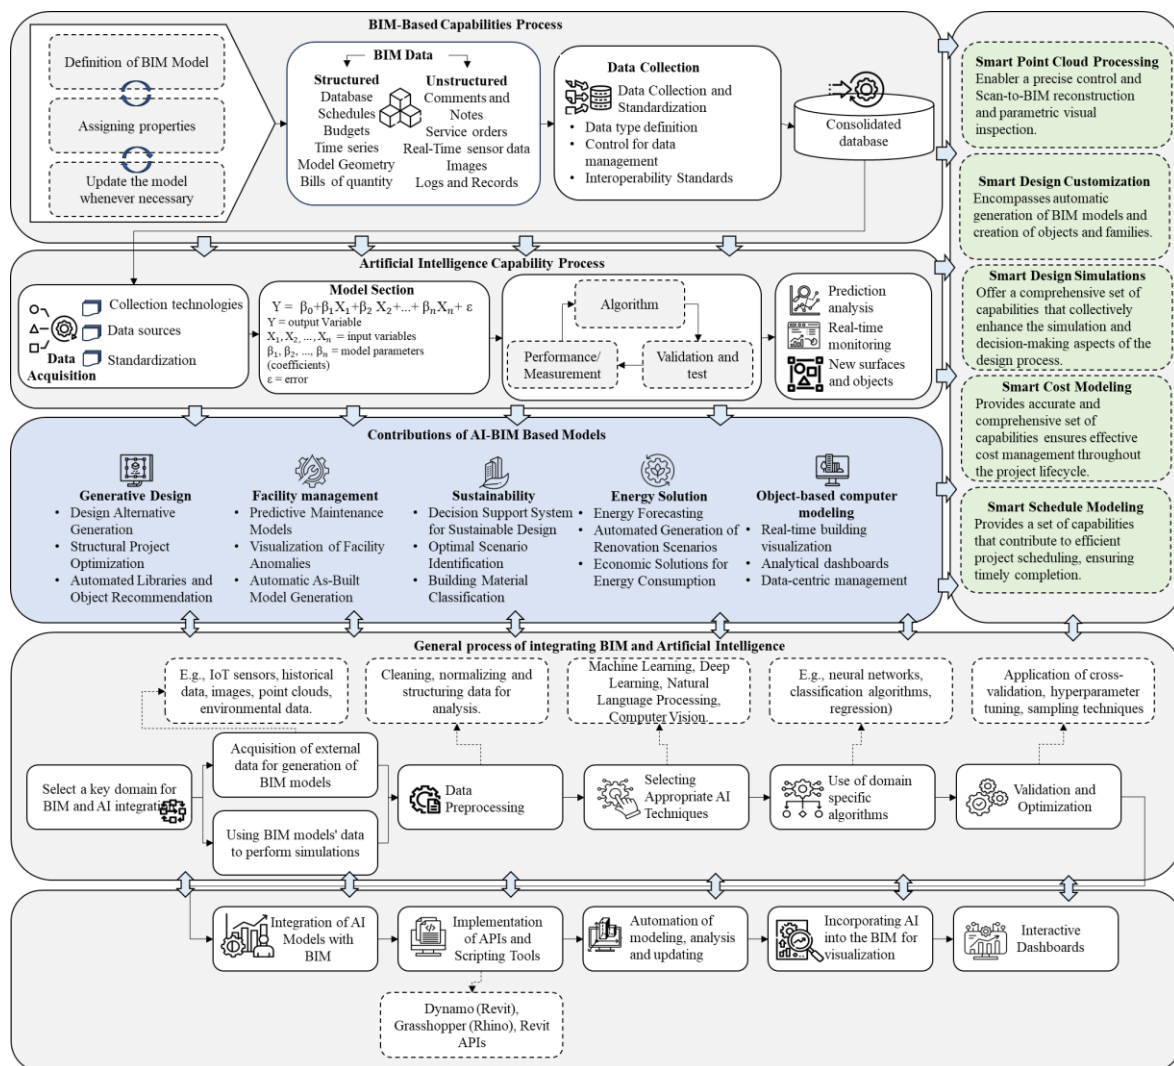 BIM-Based Capabilities Process
Definition of BIM Model
Assigning properties
Update the model
whenever necessary
BIM Data
Structured
Database
Schedules
Budgets
Time series
Model Geometry
Bills of quantity
Unstructured
Comments and
Notes
Service orders
Real-Time sensor data
Images
Logs and Records
Data Collection
Data Collection and
Standardization
• Data type definition
• Control for data
management
• Interoperability Standards
Consolidated
database
Smart Point Cloud Processing
Enabler a precise control and
Scan-to-BIM reconstruction
and parametric visual
inspection.
Smart Design Customization
Encompasses automatic
generation of BIM models and
creation of objects and families.
Smart Design Simulations
Offer a comprehensive set of
capabilities that collectively
enhance the simulation and
decision-making aspects of
the design process.
Smart Cost Modeling
Provides accurate and
comprehensive set of
capabilities ensures effective
cost management throughout
the project lifecycle.
Smart Schedule Modeling
Provides a set of capabilities
that contribute to efficient
project scheduling, ensuring
timely completion.
Artificial Intelligence Capability Process
Collection technologies
Data sources
Standardization
Data
Acquisition
Model Section
Y = β₀+β₁X₁+β₂ X₂+...+ βₙXₙ+ ε
Y = output Variable
X₁, X₂, ..., Xₙ = input variables
β₁, β₂, ..., βₙ = model parameters
(coefficients)
ε = error
Algorithm
Performance/
Measurement
Validation and
test
Prediction
analysis
Real-time
monitoring
New surfaces
and objects
Contributions of AI-BIM Based Models
Generative Design
• Design Alternative
Generation
• Structural Project
Optimization
• Automated Libraries and
Object Recommendation
Facility management
• Predictive Maintenance
Models
• Visualization of Facility
Anomalies
• Automatic As-Built
Model Generation
Sustainability
• Decision Support System
for Sustainable Design
• Optimal Scenario
Identification
• Building Material
Classification
Energy Solution
• Energy Forecasting
• Automated Generation of
Renovation Scenarios
• Economic Solutions for
Energy Consumption
Object-based computer
modeling
• Real-time building
visualization
• Analytical dashboards
• Data-centric management
General process of integrating BIM and Artificial Intelligence
E.g., IoT sensors, historical
data, images, point clouds,
environmental data.
Cleaning, normalizing and
structuring data for
analysis.
Machine Learning, Deep
Learning, Natural
Language Processing,
Computer Vision.
E.g., neural networks,
classification algorithms,
regression)
Application of cross-
validation, hyperparameter
tuning, sampling techniques
Select a key domain for
BIM and AI integrati
Acquisition of external
data for generation of
BIM models
Using BIM models' data
to perform simulations
Data
Preprocessing
Selecting
Appropriate AI
Techniques
Use of domain
specific
algorithms
Validation and
Optimization
Integration of AI
Models with
BIM
Implementation
of APIs and
Scripting Tools
Automation of
modeling, analysis
and updating
Incorporating AI
into the BIM for
visualization
Interactive
Dashboards
Dynamo (Revit),
Grasshopper (Rhino), Revit
APIs